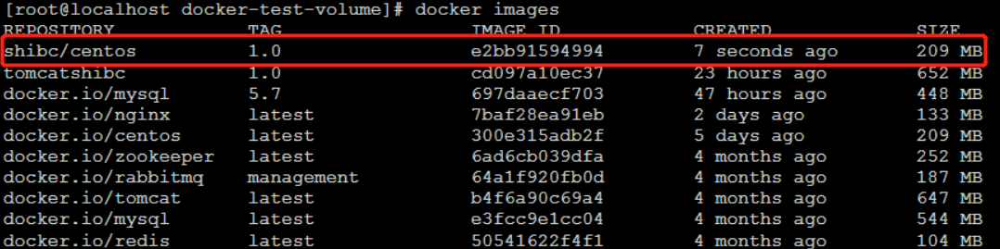 [root@localhost docker-test-volume]# docker images
REPOSITORY TAG IMAGE ID CREATED SIZE
shibc/centos 1.0 e2bb91594994 7 seconds ago 209 MB
tomcatshibc 1.0 cd097a10ec37 23 hours ago 652 MB
docker.io/mysql 5.7 697daaecf703 47 hours ago 448 MB
docker.io/nginx latest 7baf28ea91eb 2 days ago 133 MB
docker.io/centos latest 300e315adb2f 5 days ago 209 MB
docker.io/zookeeper latest 6ad6cb039dfa 4 months ago 252 MB
docker.io/rabbitmq management 64a1f920fb0d 4 months ago 187 MB
docker.io/tomcat latest b4f6a90c69a4 4 months ago 647 MB
docker.io/mysql latest e3fcc9e1cc04 4 months ago 544 MB
docker.io/redis latest 50541622f4f1 4 months ago 104 MB